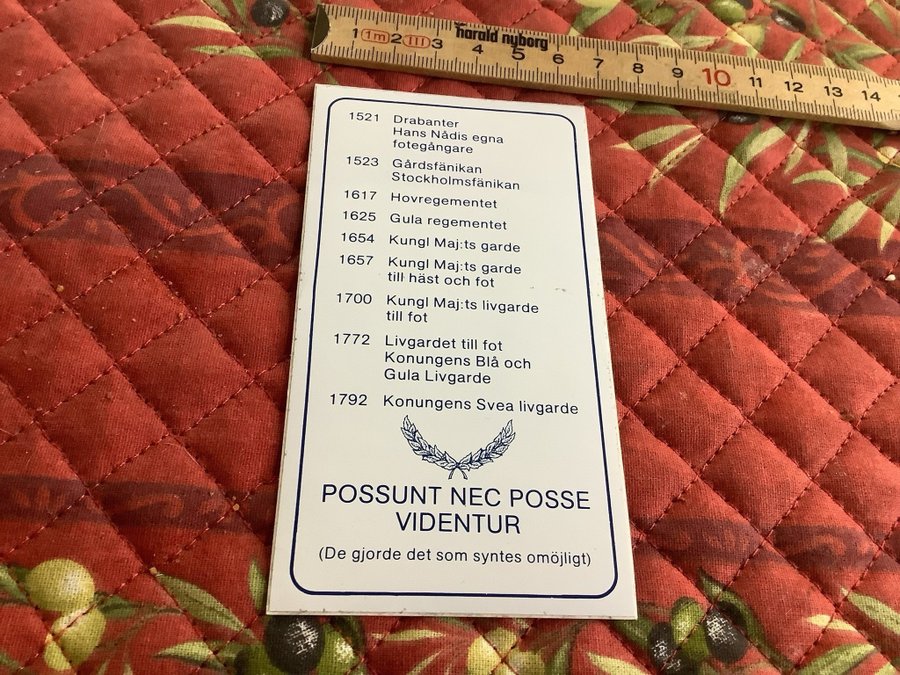 1 1m 2 III 3 4 5 6 7 8 9 10 11 12 13 14
harald nyborg
1521 Drabanter
Hans Nådis egna
fotegångare
1523 Gårdsfänikan
Stockholmsfänikan
1617 Hovregementet
1625 Gula regementet
1654 Kungl Maj:ts garde
1657 Kungl Maj:ts garde
till häst och fot
1700 Kungl Maj:ts livgarde
till fot
1772 Livgardet till fot
Konungens Blå och
Gula Livgarde
1792 Konungens Svea livgarde
POSSUNT NEC POSSE
VIDENTUR
(De gjorde det som syntes omöjligt)